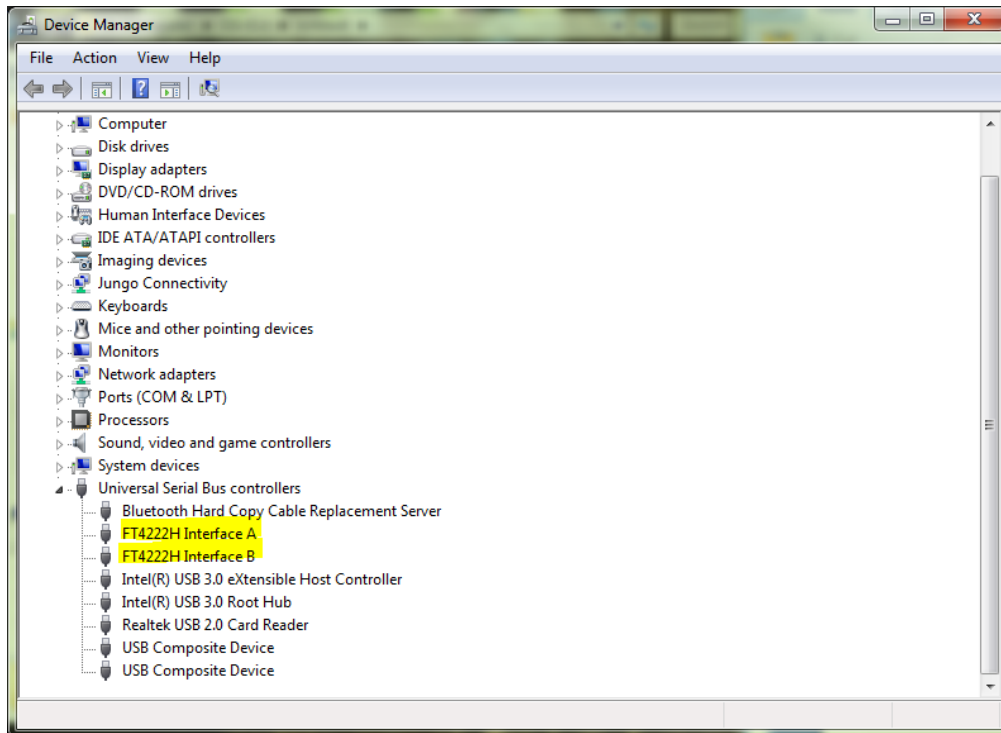 Device Manager
File Action View Help
Computer
Disk drives
Display adapters
DVD/CD-ROM drives
Human Interface Devices
IDE ATA/ATAPI controllers
Imaging devices
Jungo Connectivity
Keyboards
Mice and other pointing devices
Monitors
Network adapters
Ports (COM & LPT)
Processors
Sound, video and game controllers
System devices
Universal Serial Bus controllers
Bluetooth Hard Copy Cable Replacement Server
FT4222H Interface A
FT4222H Interface B
Intel(R) USB 3.0 eXtensible Host Controller
Intel(R) USB 3.0 Root Hub
Realtek USB 2.0 Card Reader
USB Composite Device
USB Composite Device